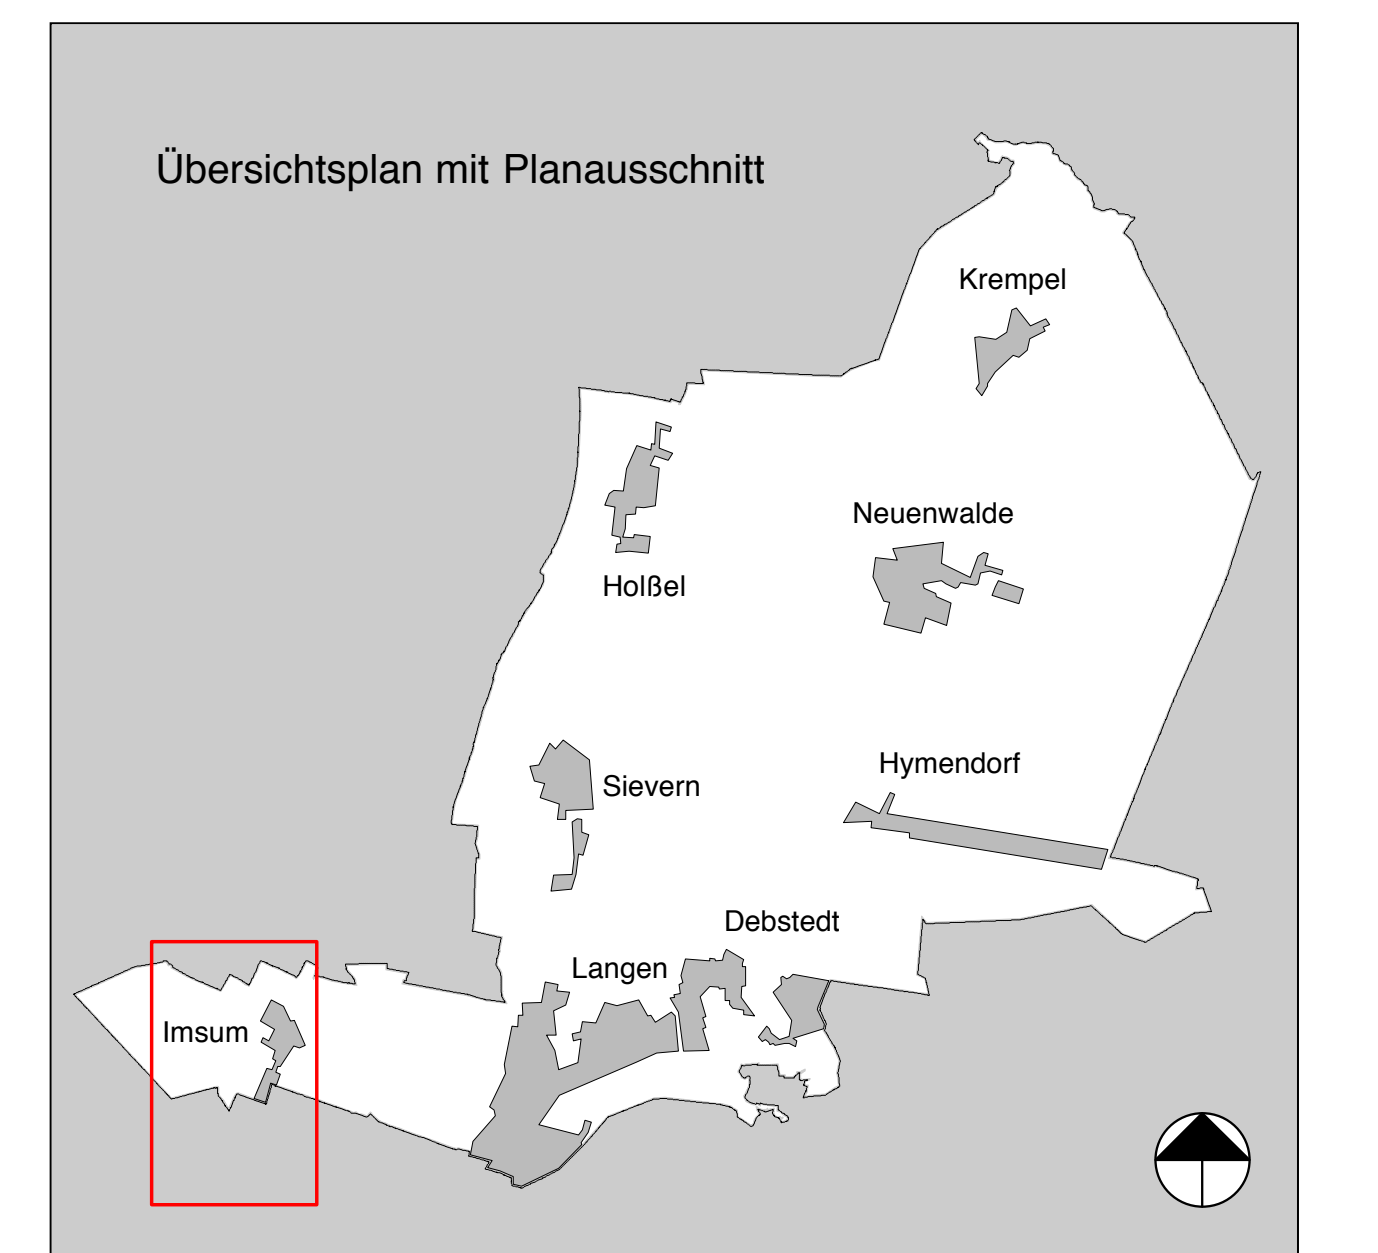 Übersichtsplan mit Planausschnitt
Krempel
Neuenwalde
Holßel
Hymendorf
Sievern
Debstedt
Langen
Imsum